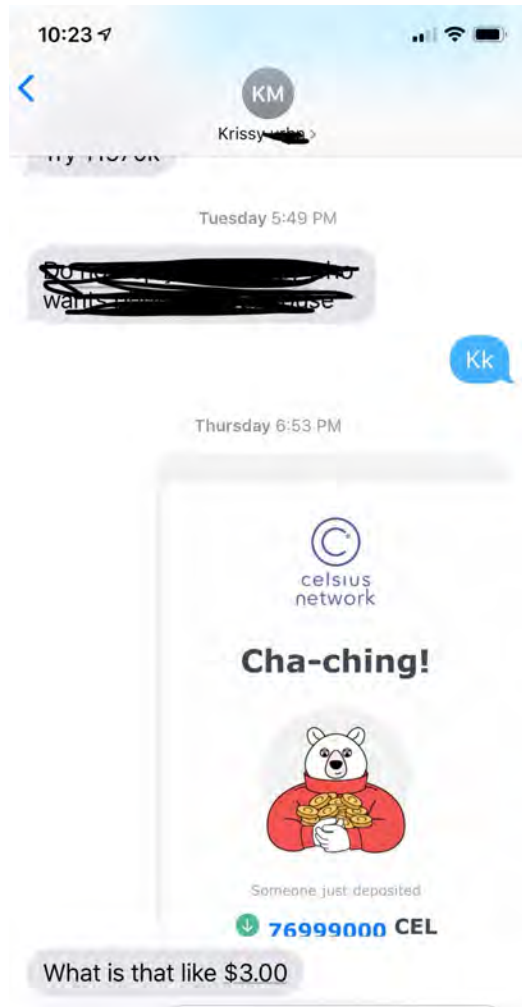 10:23
KM
Krissy
Tuesday 5:49 PM
Kk
Thursday 6:53 PM
celsius
network
Cha-ching!
Someone just deposited
76999000 CEL
What is that like $3.00